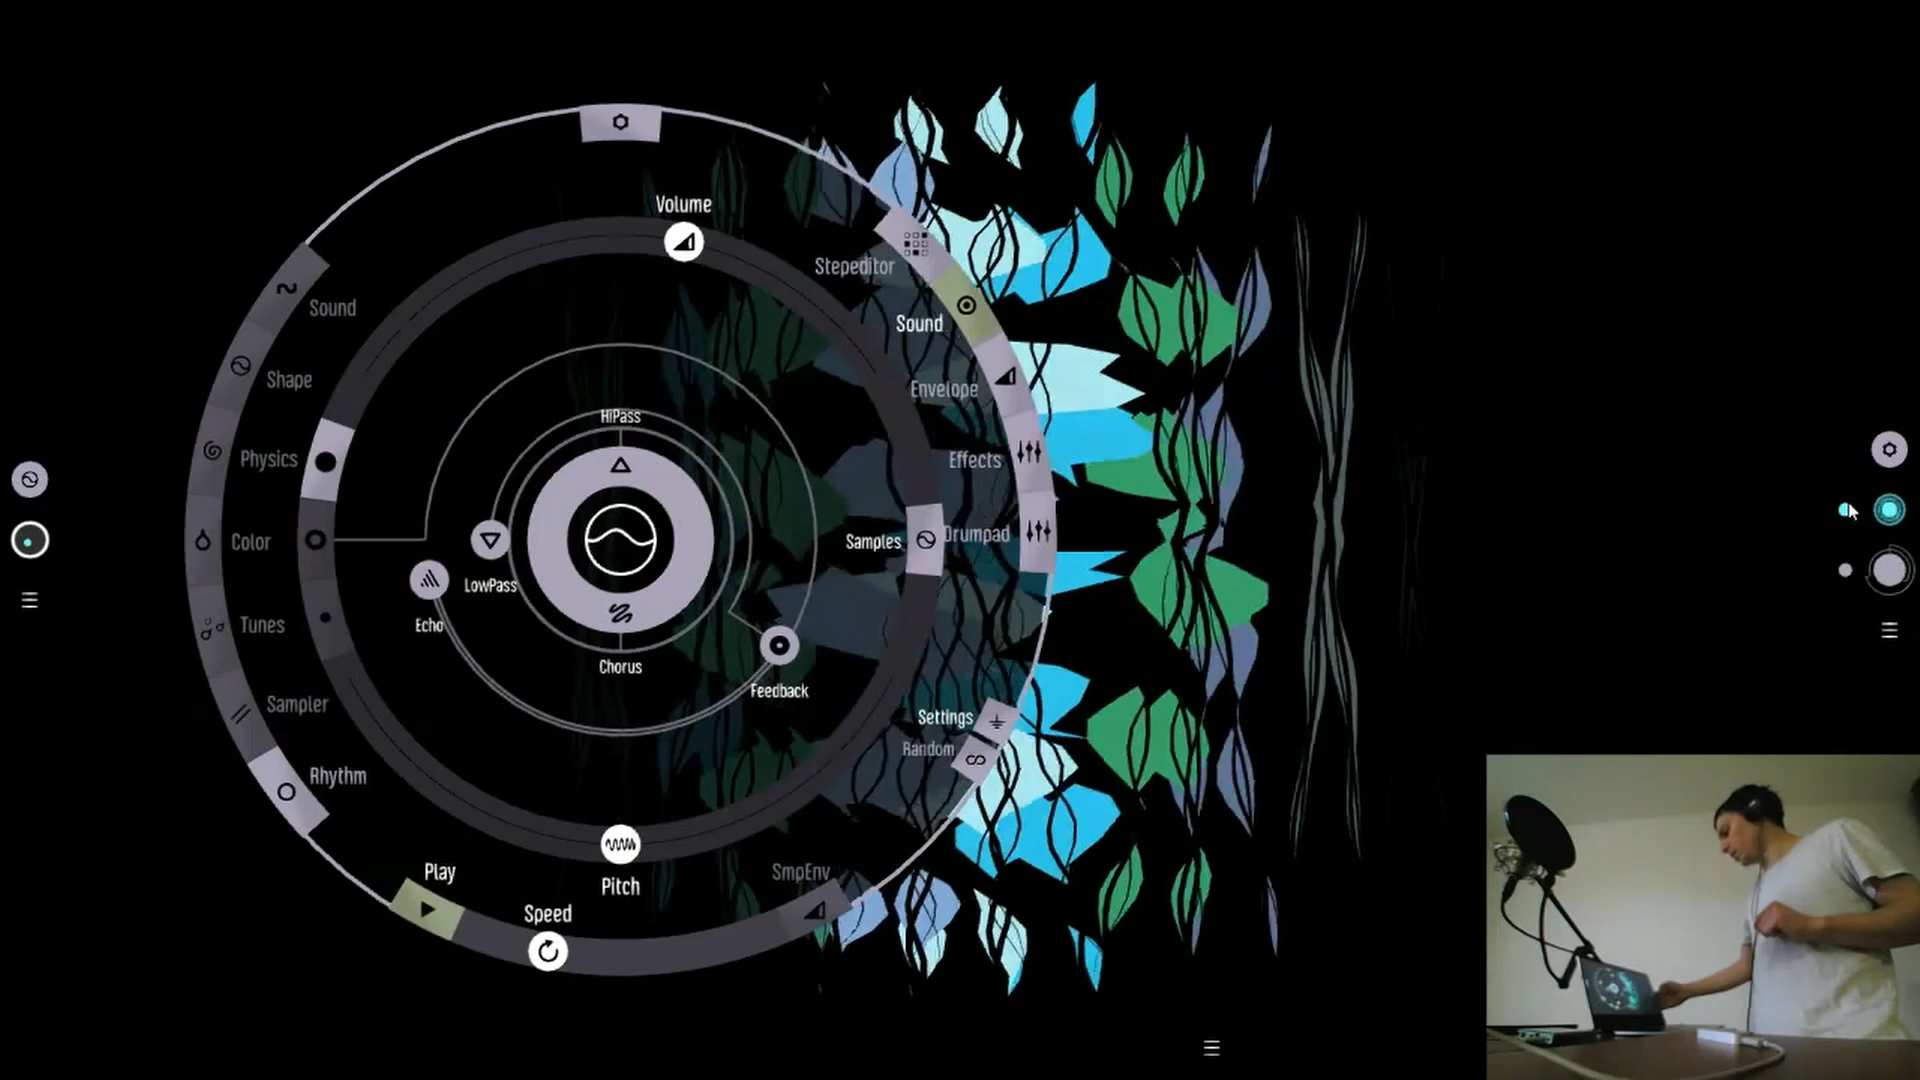 Volume
Stepeditor
Sound
Sound
Shape
Envelope
HiPass
Physics
Effects
Color
Samples
Drumpad
LowPass
Echo
Tunes
Chorus
Feedback
Sampler
Settings
Random
Rhythm
Play
Pitch
SmpEnv
Speed